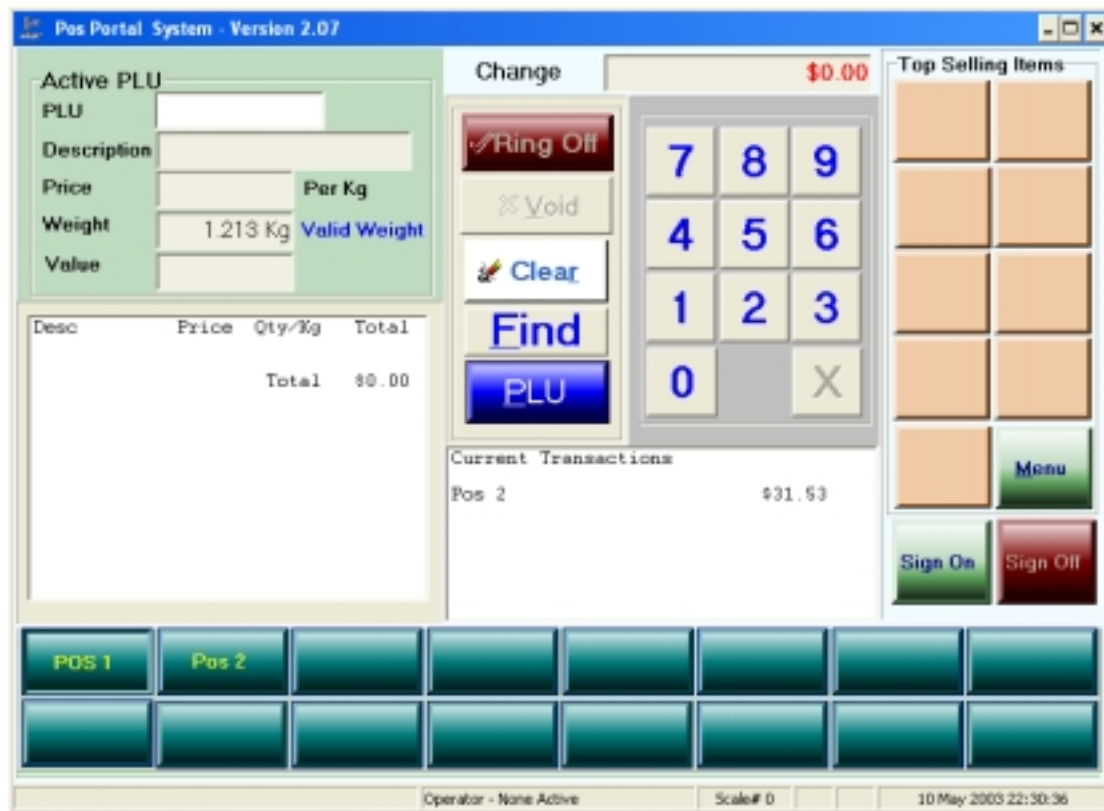 Pos Portal System - Version 2.07
Active PLU
PLU
Description
Price Per Kg
Weight 1.213 Kg Valid Weight
Value
Change $0.00
Ring Off
Void
Clear
Find
PLU
7 8 9
4 5 6
1 2 3
0 X
Top Selling Items
Menu
Sign On Sign Off
Desc Price Qty/Kg Total
Total $0.00
Current Transactions
Pos 2 $31.53
POS 1 Pos 2
Operator - None Active Scale# 0 10 May 2003 22:30:36